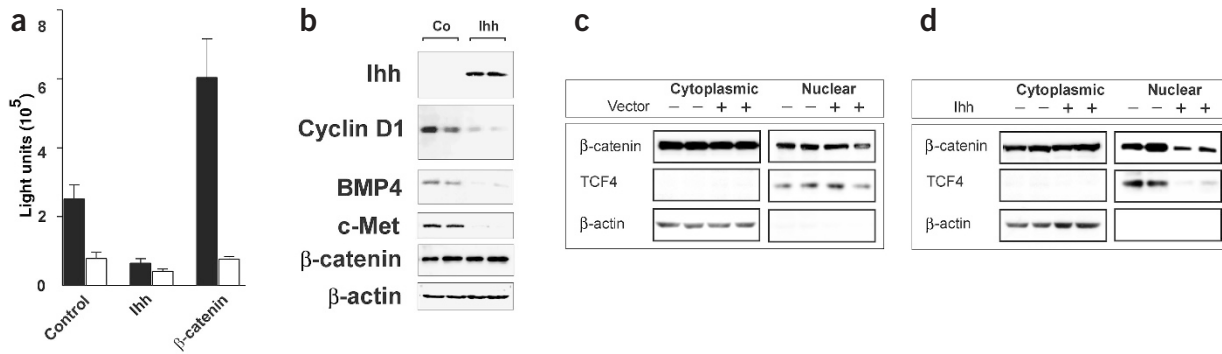 a
Light units (10⁵)
8
6
4
2
0
Control
Ihh
β-catenin
b
Co Ihh
Ihh
Cyclin D1
BMP4
c-Met
β-catenin
β-actin
c
Cytoplasmic Nuclear
Vector − − + + − − + +
β-catenin
TCF4
β-actin
d
Cytoplasmic Nuclear
Ihh − − + + − − + +
β-catenin
TCF4
β-actin